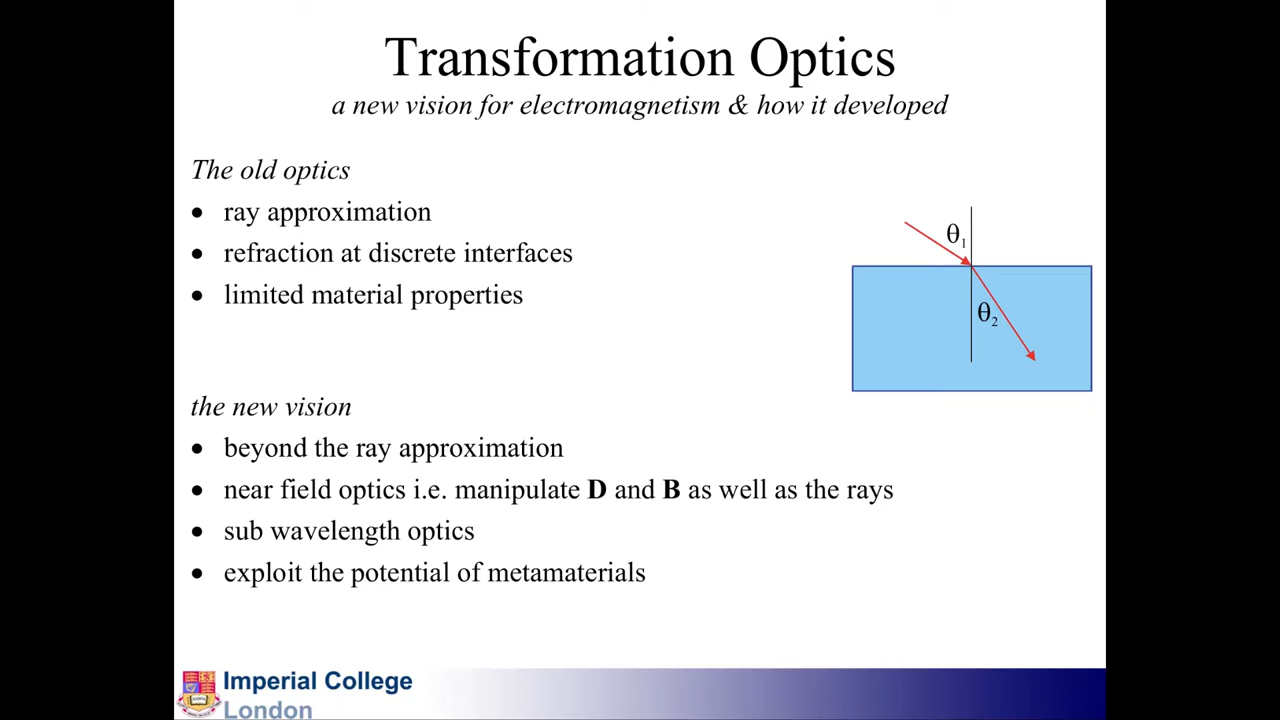 Transformation Optics
a new vision for electromagnetism & how it developed
The old optics
• ray approximation
• refraction at discrete interfaces
• limited material properties
θ1
θ2
the new vision
• beyond the ray approximation
• near field optics i.e. manipulate D and B as well as the rays
• sub wavelength optics
• exploit the potential of metamaterials
Imperial College
London